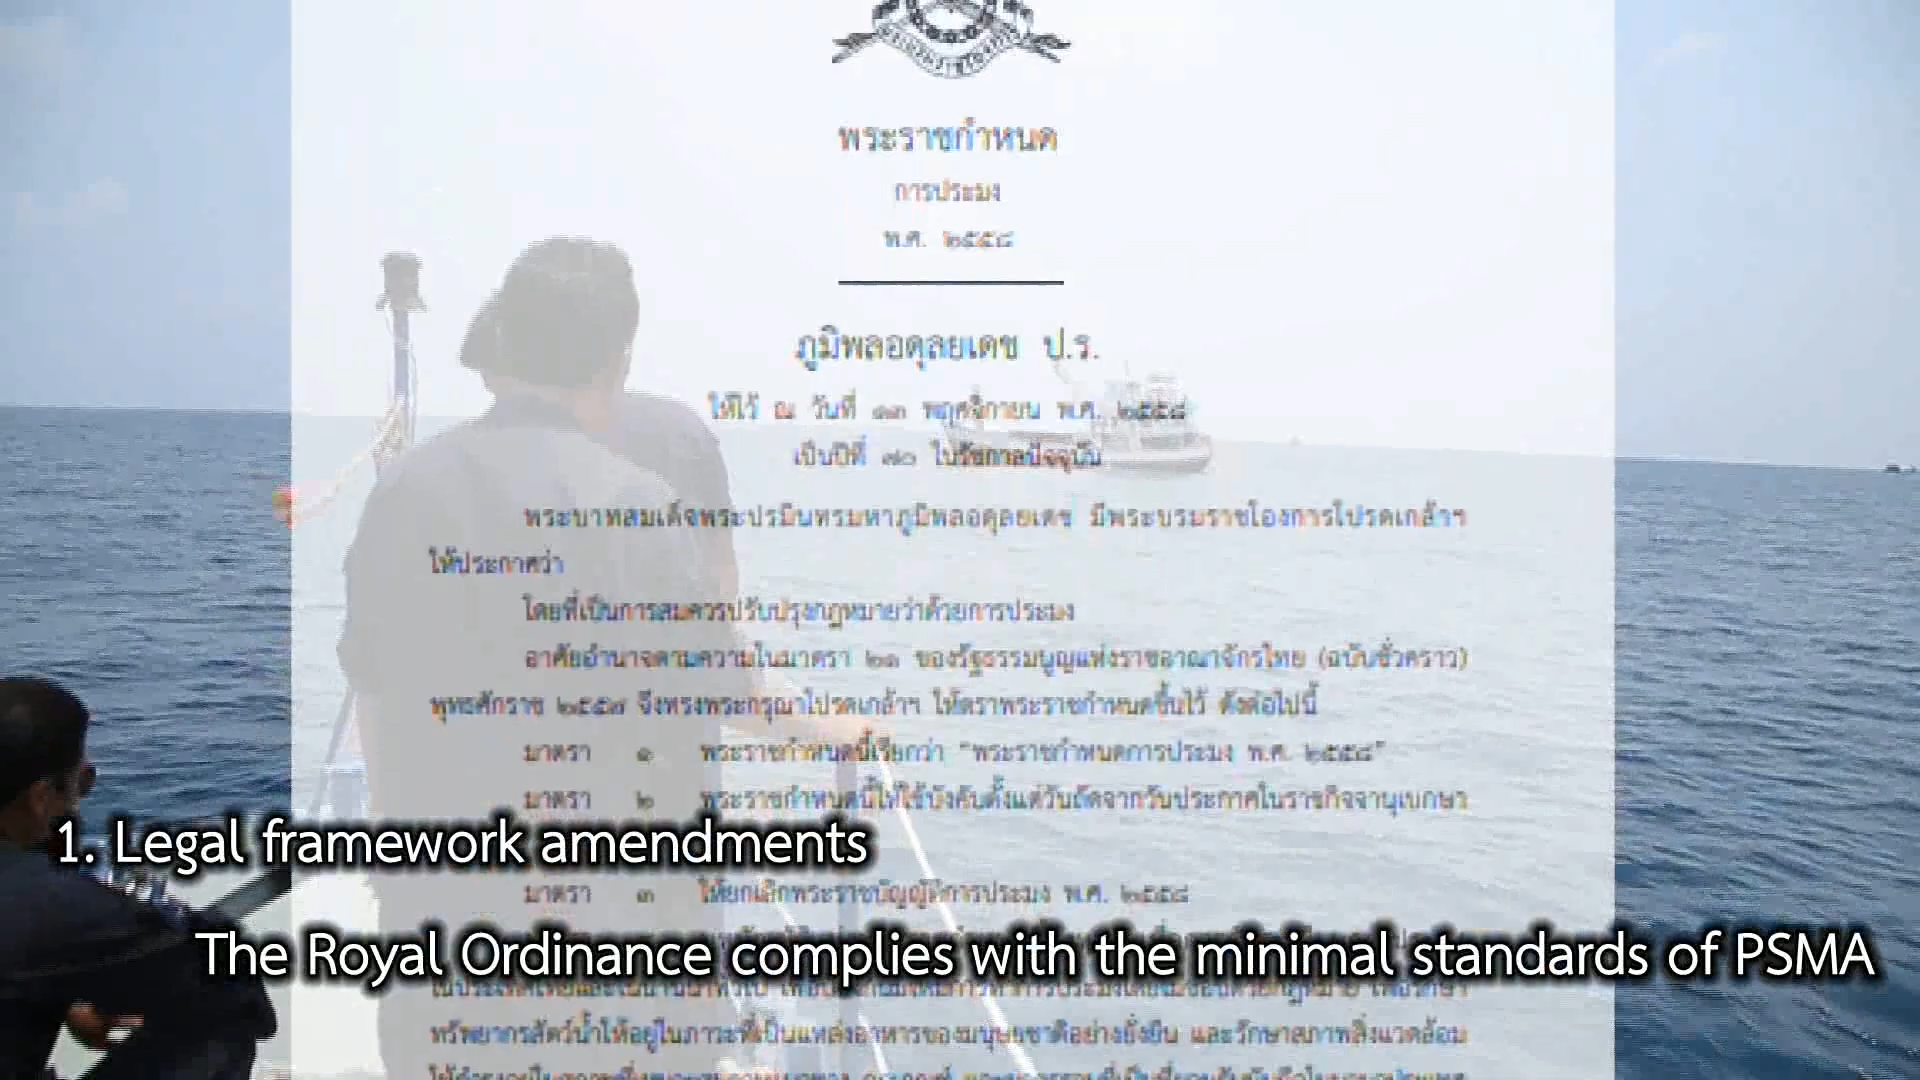 พระราชกำหนด
การประมง
พ.ศ. ๒๕๕๘
ภูมิพลอดุลยเดช ป.ร.
ให้ไว้ ณ วันที่ ๑๓ พฤศจิกายน พ.ศ. ๒๕๕๘
เป็นปีที่ ๗๐ ในรัชกาลปัจจุบัน
พระบาทสมเด็จพระปรมินทรมหาภูมิพลอดุลยเดช มีพระบรมราชโองการโปรดเกล้าฯ
ให้ประกาศว่า
โดยที่เป็นการสมควรปรับปรุงกฎหมายว่าด้วยการประมง
อาศัยอำนาจตามความในมาตรา ๒๑ ของรัฐธรรมนูญแห่งราชอาณาจักรไทย (ฉบับชั่วคราว)
พุทธศักราช ๒๕๕๗ จึงทรงพระกรุณาโปรดเกล้าฯ ให้ตราพระราชกำหนดขึ้นไว้ ดังต่อไปนี้
มาตรา ๑ พระราชกำหนดนี้เรียกว่า “พระราชกำหนดการประมง พ.ศ. ๒๕๕๘”
มาตรา ๒ พระราชกำหนดนี้ให้ใช้บังคับตั้งแต่วันถัดจากวันประกาศในราชกิจจานุเบกษา
1. Legal framework amendments
มาตรา ๓ ให้ยกเลิกพระราชบัญญัติการประมง พ.ศ. ๒๕๕๘
The Royal Ordinance complies with the minimal standards of PSMA
ทรัพยากรสัตว์น้ำให้อยู่ในภาวะที่เป็นแหล่งอาหารของมนุษยชาติอย่างยั่งยืน และรักษาสภาพสิ่งแวดล้อม